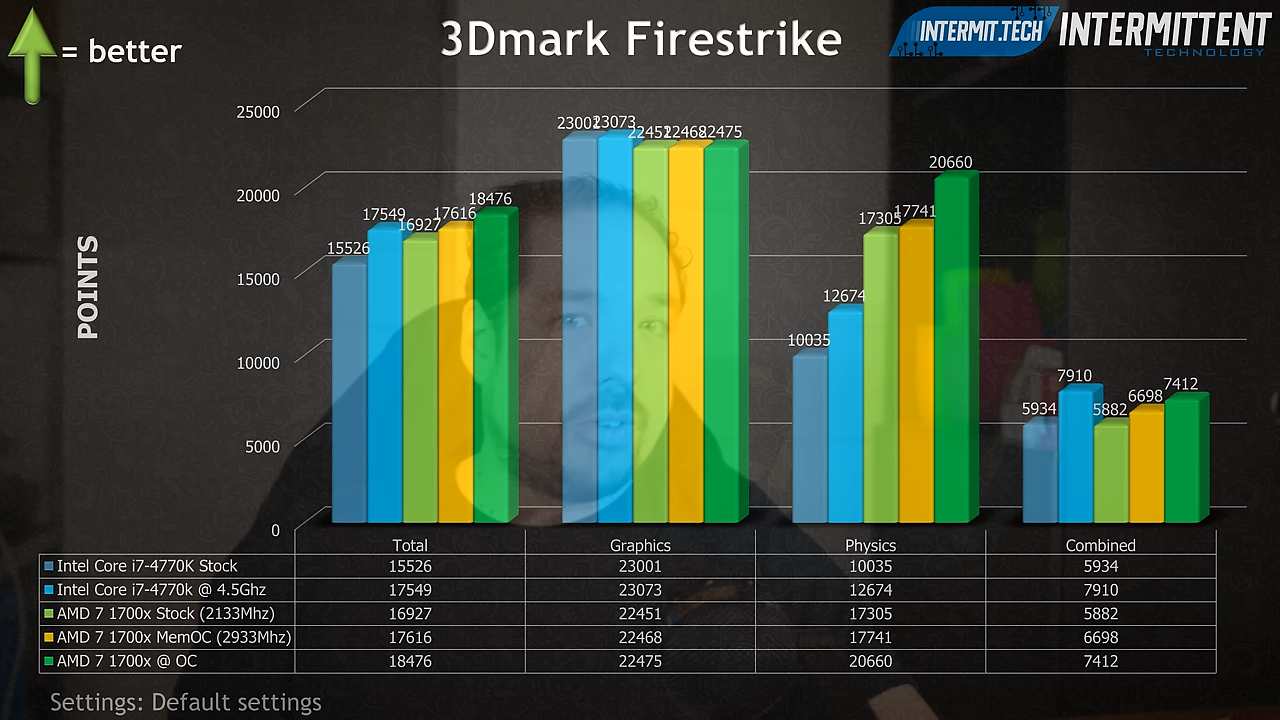 = better
3Dmark Firestrike
INTERMIT.TECH
INTERMITTENT
TECHNOLOGY
POINTS
25000
20000
15000
10000
5000
0
15526
17549
16927
17616
18476
23001
23073
22451
22468
22475
10035
12674
17305
17741
20660
5934
7910
5882
6698
7412
Total Graphics Physics Combined
Intel Core i7-4770K Stock 15526 23001 10035 5934
Intel Core i7-4770k @ 4.5Ghz 17549 23073 12674 7910
AMD 7 1700x Stock (2133Mhz) 16927 22451 17305 5882
AMD 7 1700x MemOC (2933Mhz) 17616 22468 17741 6698
AMD 7 1700x @ OC 18476 22475 20660 7412
Settings: Default settings